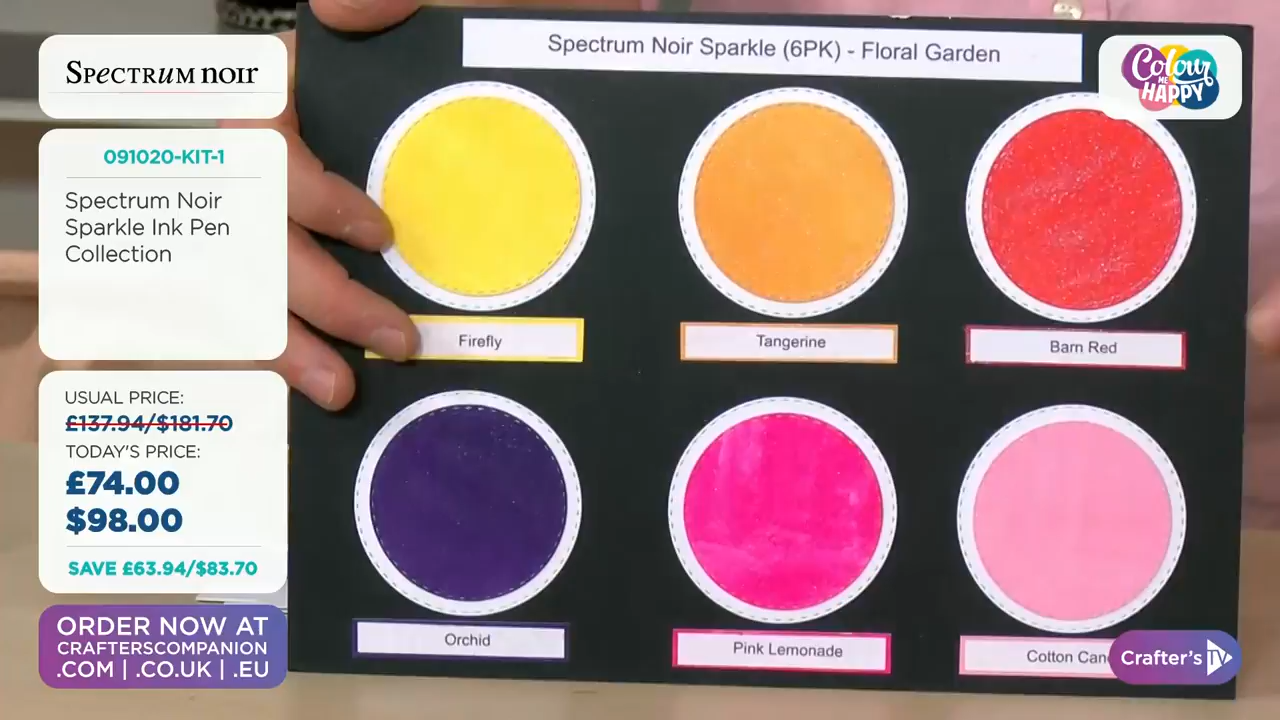 SPECTRUM NOIR
091020-KIT-1
Spectrum Noir
Sparkle Ink Pen
Collection
USUAL PRICE:
£137.94/$181.70
TODAY'S PRICE:
£74.00
$98.00
SAVE £63.94/$83.70
ORDER NOW AT
CRAFTERSCOMPANION
.COM | .CO.UK | .EU
Spectrum Noir Sparkle (6PK) - Floral Garden
Colour
ME
HAPPY
Firefly
Tangerine
Barn Red
Orchid
Pink Lemonade
Cotton Can
Crafter's TV